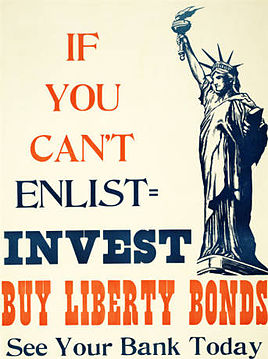 IF
YOU
CAN'T
ENLIST=
INVEST
BUY LIBERTY BONDS
See Your Bank Today